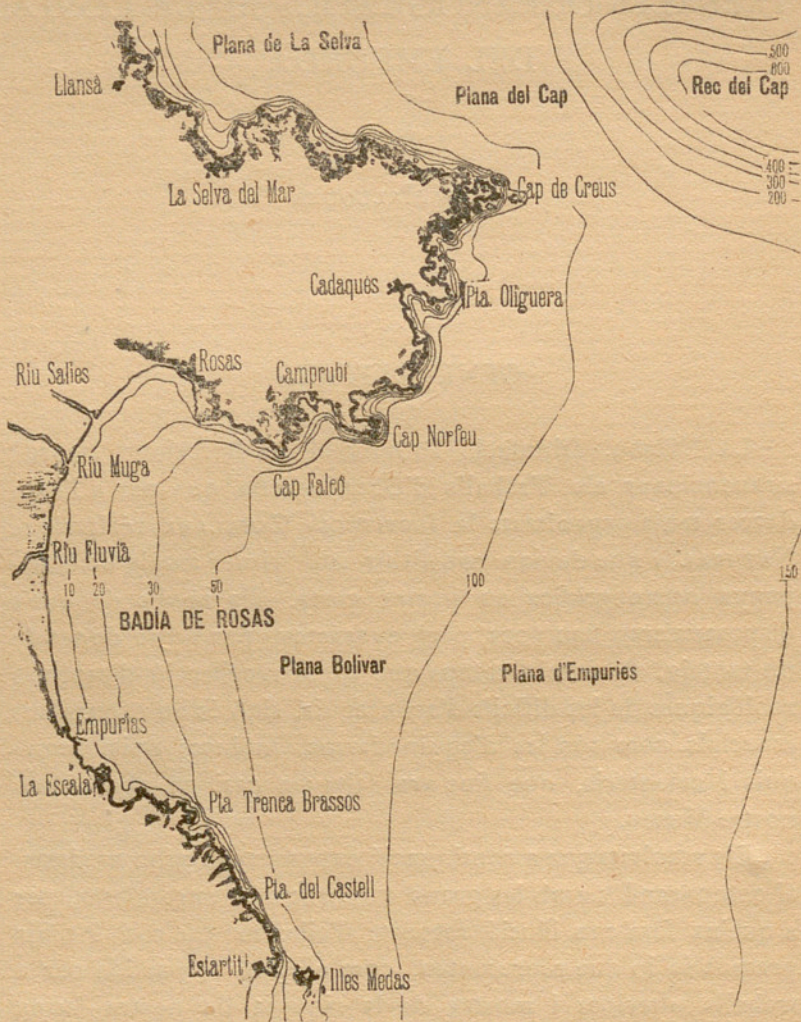 Plana de La Selva
500
600
Llansà
Plana del Cap
Rec del Cap
400
300
200
La Selva del Mar
Cap de Creus
Cadaqués
Pta. Oliguera
Riu Salies
Rosas
Camprubí
Cap Norfeu
Riu Muga
Cap Faleó
Riu Fluviá
10 20 30 50 100 150
BADÍA DE ROSAS
Plana Bolivar
Plana d'Empuries
Empurias
La Escala
Pta Trenca Brassos
Pta. del Castell
Estartit
Illes Medas